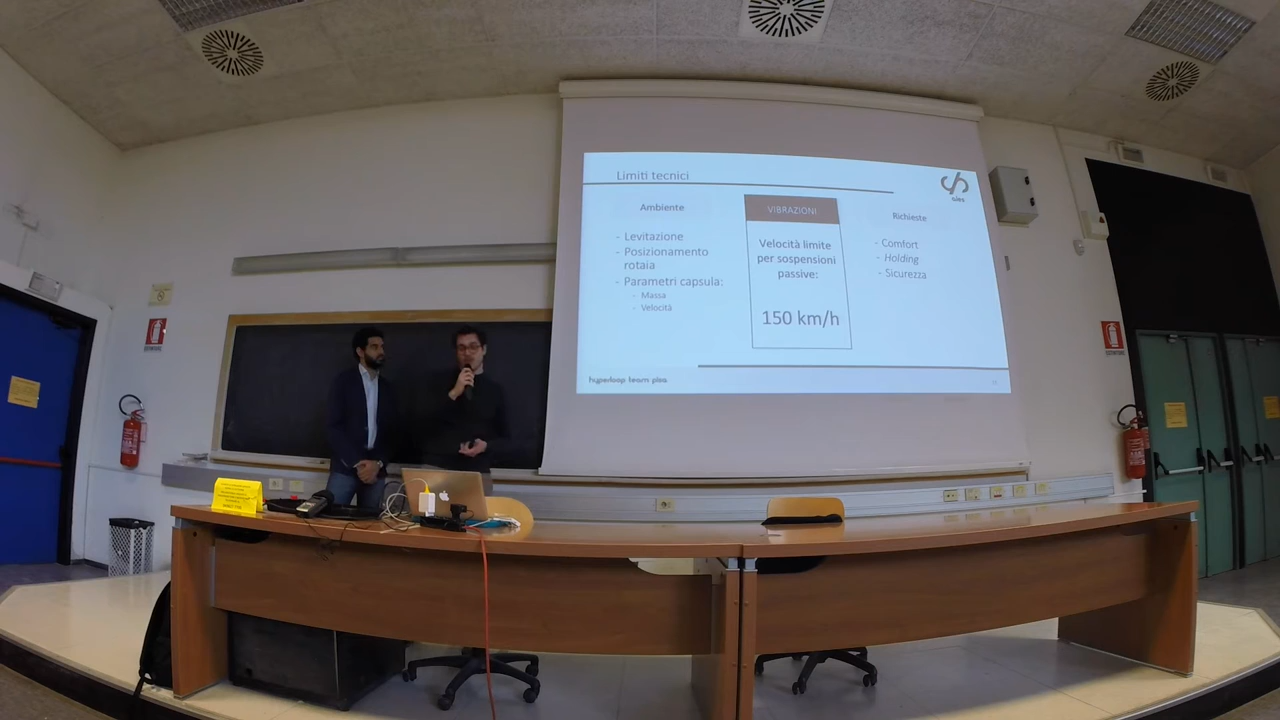 Limiti tecnici
Ambiente
- Levitazione
- Posizionamento
rotaia
- Parametri capsula:
- Massa
- Velocità
VIBRAZIONI
Velocità limite
per sospensioni
passive:
150 km/h
Richieste
- Comfort
- Holding
- Sicurezza
hyperloop team pisa